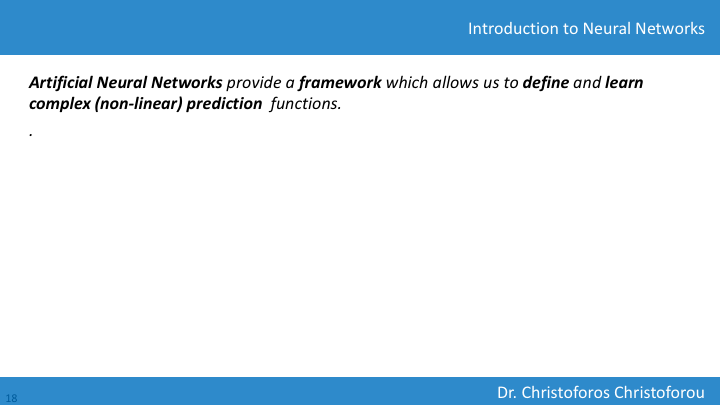 Introduction to Neural Networks
Artificial Neural Networks provide a framework which allows us to define and learn
complex (non-linear) prediction functions.
.
Dr. Christoforos Christoforou
18